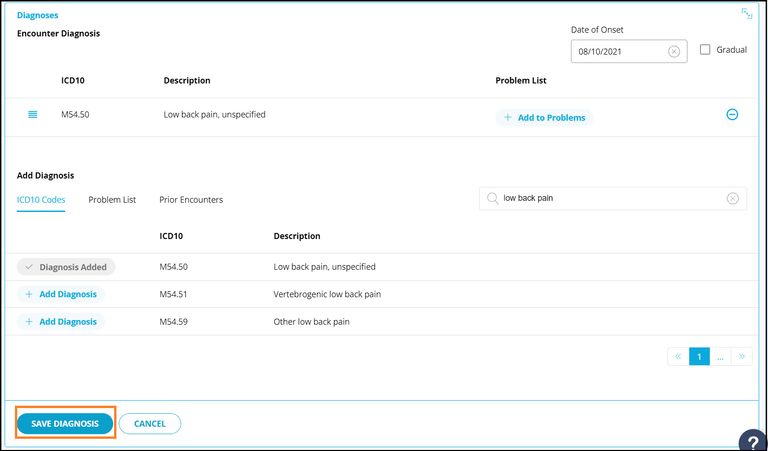 Diagnoses
Encounter Diagnosis
Date of Onset
08/10/2021
Gradual
ICD10 Description Problem List
M54.50 Low back pain, unspecified + Add to Problems
Add Diagnosis
ICD10 Codes Problem List Prior Encounters
low back pain
ICD10 Description
Diagnosis Added M54.50 Low back pain, unspecified
+ Add Diagnosis M54.51 Vertebrogenic low back pain
+ Add Diagnosis M54.59 Other low back pain
« 1 ... »
SAVE DIAGNOSIS CANCEL
?